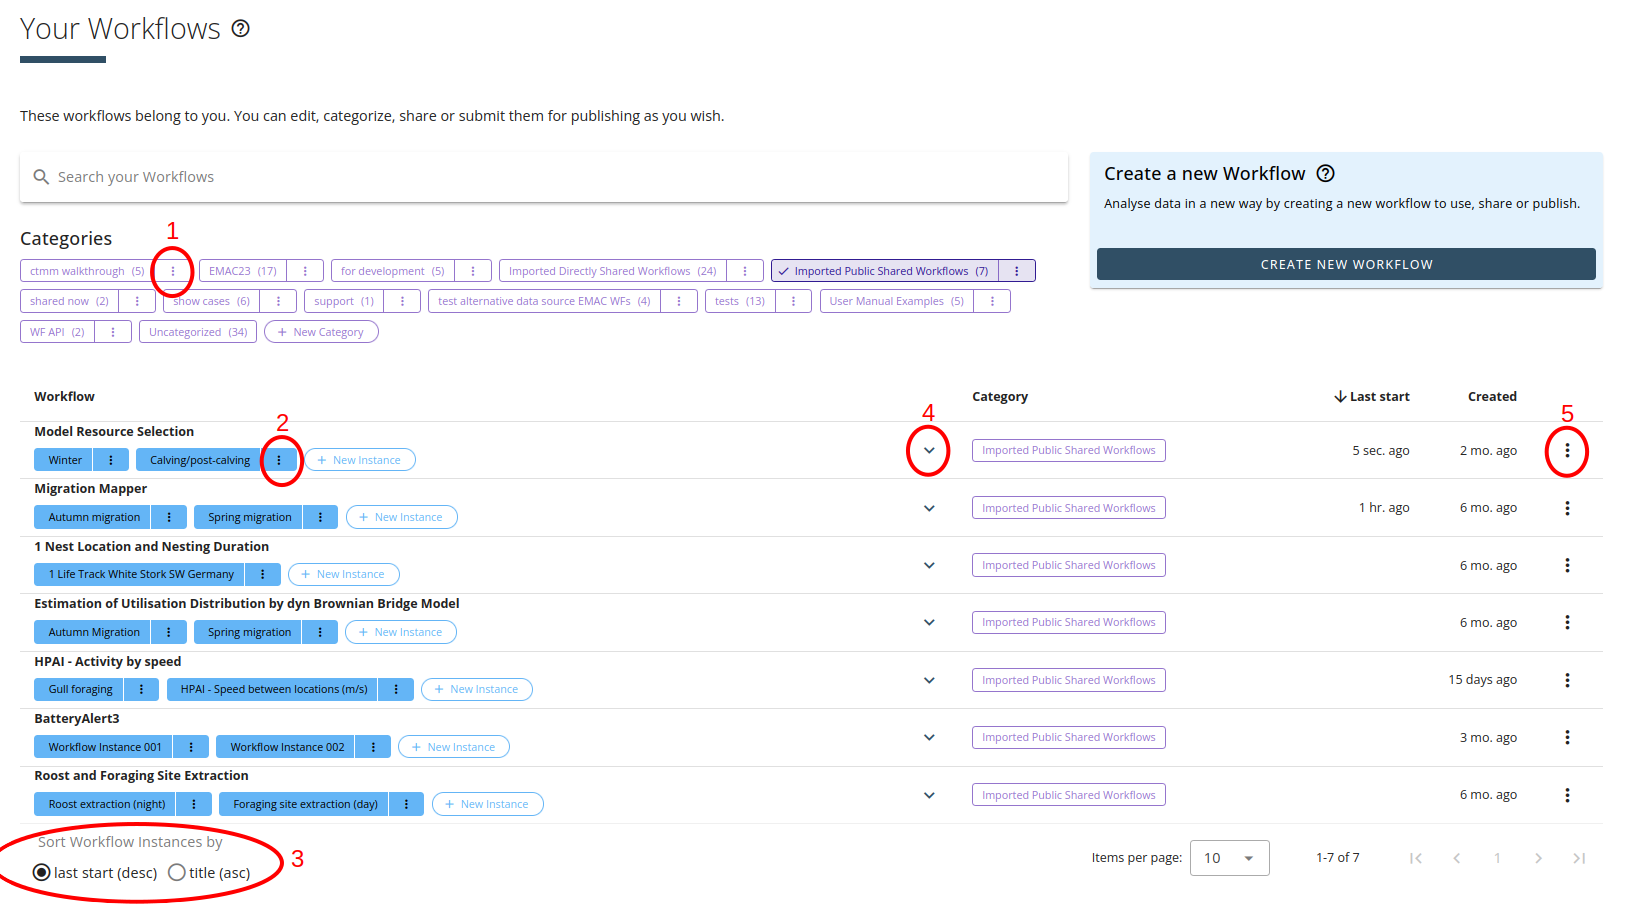 Your Workflows
These workflows belong to you. You can edit, categorize, share or submit them for publishing as you wish.
Search your Workflows
Create a new Workflow
Analyse data in a new way by creating a new workflow to use, share or publish.
CREATE NEW WORKFLOW
1
Categories
ctmm walkthrough (5) EMAC23 (17) for development (5) Imported Directly Shared Workflows (24) Imported Public Shared Workflows (7)
shared now (2) show cases (6) support (1) test alternative data source EMAC WFs (4) tests (13) User Manual Examples (5)
WF API (2) Uncategorized (34) + New Category
Workflow Category Last start Created
2 4 5
Model Resource Selection
Winter Calving/post-calving + New Instance Imported Public Shared Workflows 5 sec. ago 2 mo. ago
Migration Mapper
Autumn migration Spring migration + New Instance Imported Public Shared Workflows 1 hr. ago 6 mo. ago
1 Nest Location and Nesting Duration
1 Life Track White Stork SW Germany + New Instance Imported Public Shared Workflows 6 mo. ago
Estimation of Utilisation Distribution by dyn Brownian Bridge Model
Autumn Migration Spring migration + New Instance Imported Public Shared Workflows 6 mo. ago
HPAI - Activity by speed
Gull foraging HPAI - Speed between locations (m/s) + New Instance Imported Public Shared Workflows 15 days ago
BatteryAlert3
Workflow Instance 001 Workflow Instance 002 + New Instance Imported Public Shared Workflows 3 mo. ago
Roost and Foraging Site Extraction
Roost extraction (night) Foraging site extraction (day) + New Instance Imported Public Shared Workflows 6 mo. ago
Sort Workflow Instances by
3
last start (desc) title (asc)
Items per page: 10 1-7 of 7 1